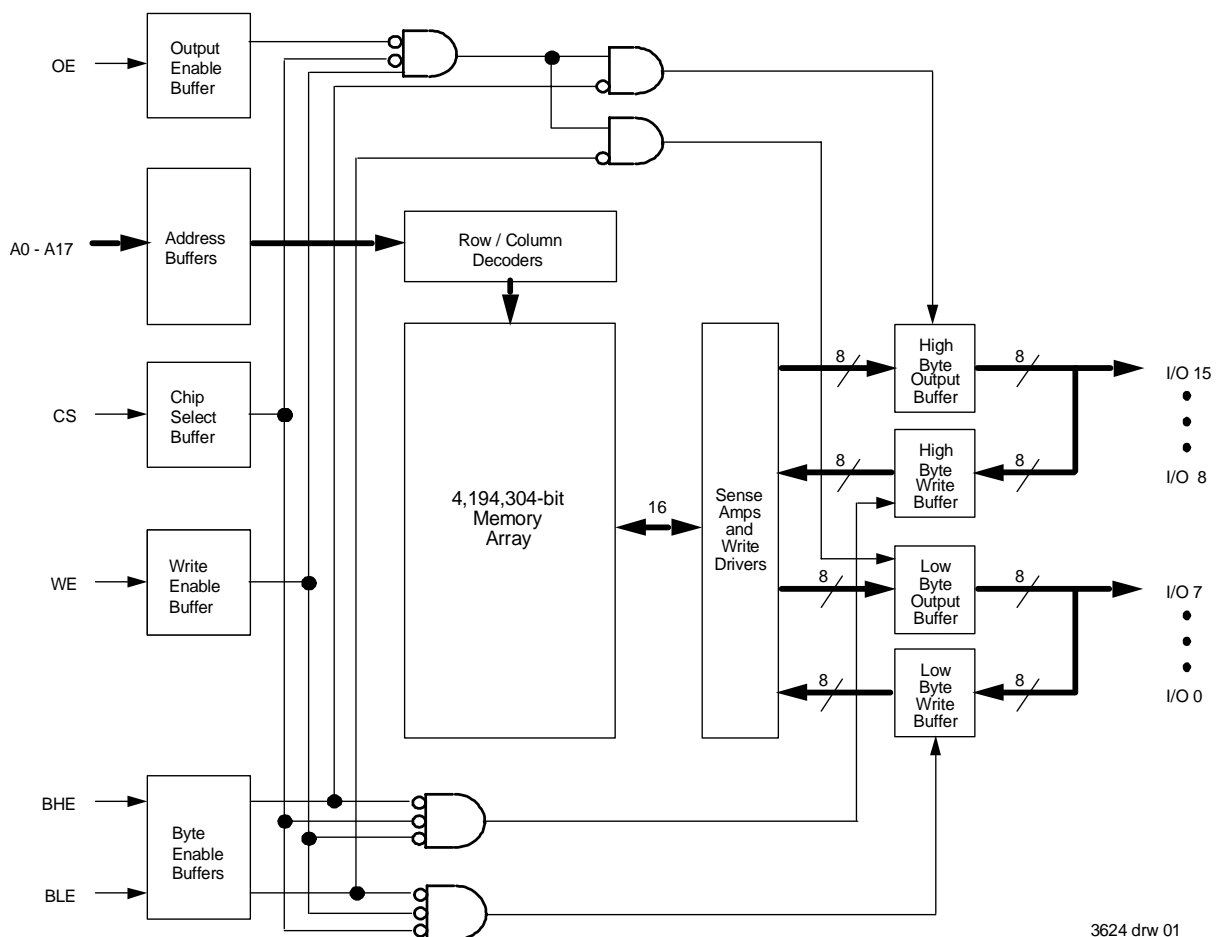 OE
Output
Enable
Buffer
A0 - A17
Address
Buffers
Row / Column
Decoders
CS
Chip
Select
Buffer
WE
Write
Enable
Buffer
4,194,304-bit
Memory
Array
16
Sense
Amps
and
Write
Drivers
8
High
Byte
Output
Buffer
8
I/O 15
8
High
Byte
Write
Buffer
8
I/O 8
8
Low
Byte
Output
Buffer
8
I/O 7
8
Low
Byte
Write
Buffer
8
I/O 0
BHE
Byte
Enable
Buffers
BLE
3624 drw 01